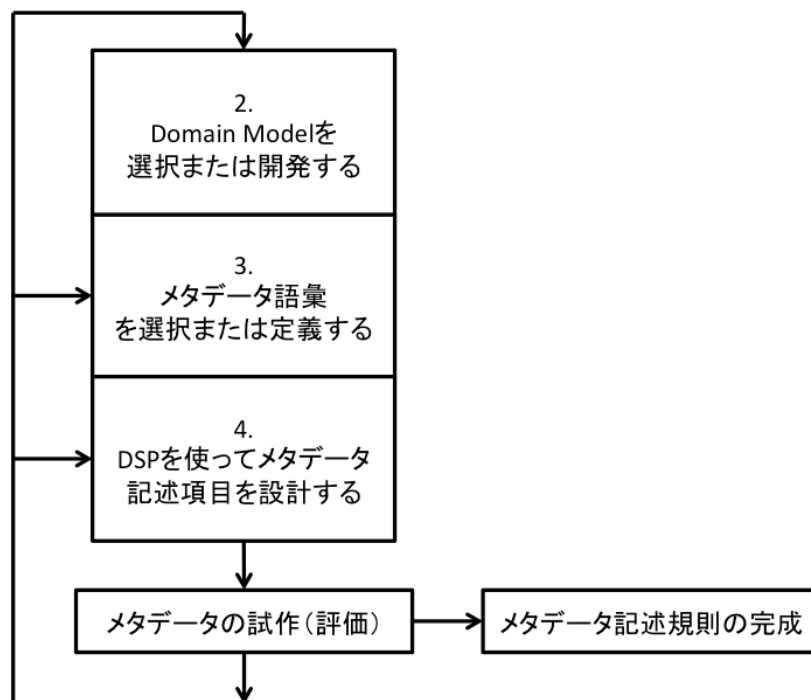 2.
Domain Modelを
選択または開発する
3.
メタデータ語彙
を選択または定義する
4.
DSPを使ってメタデータ
記述項目を設計する
メタデータの試作（評価）
メタデータ記述規則の完成